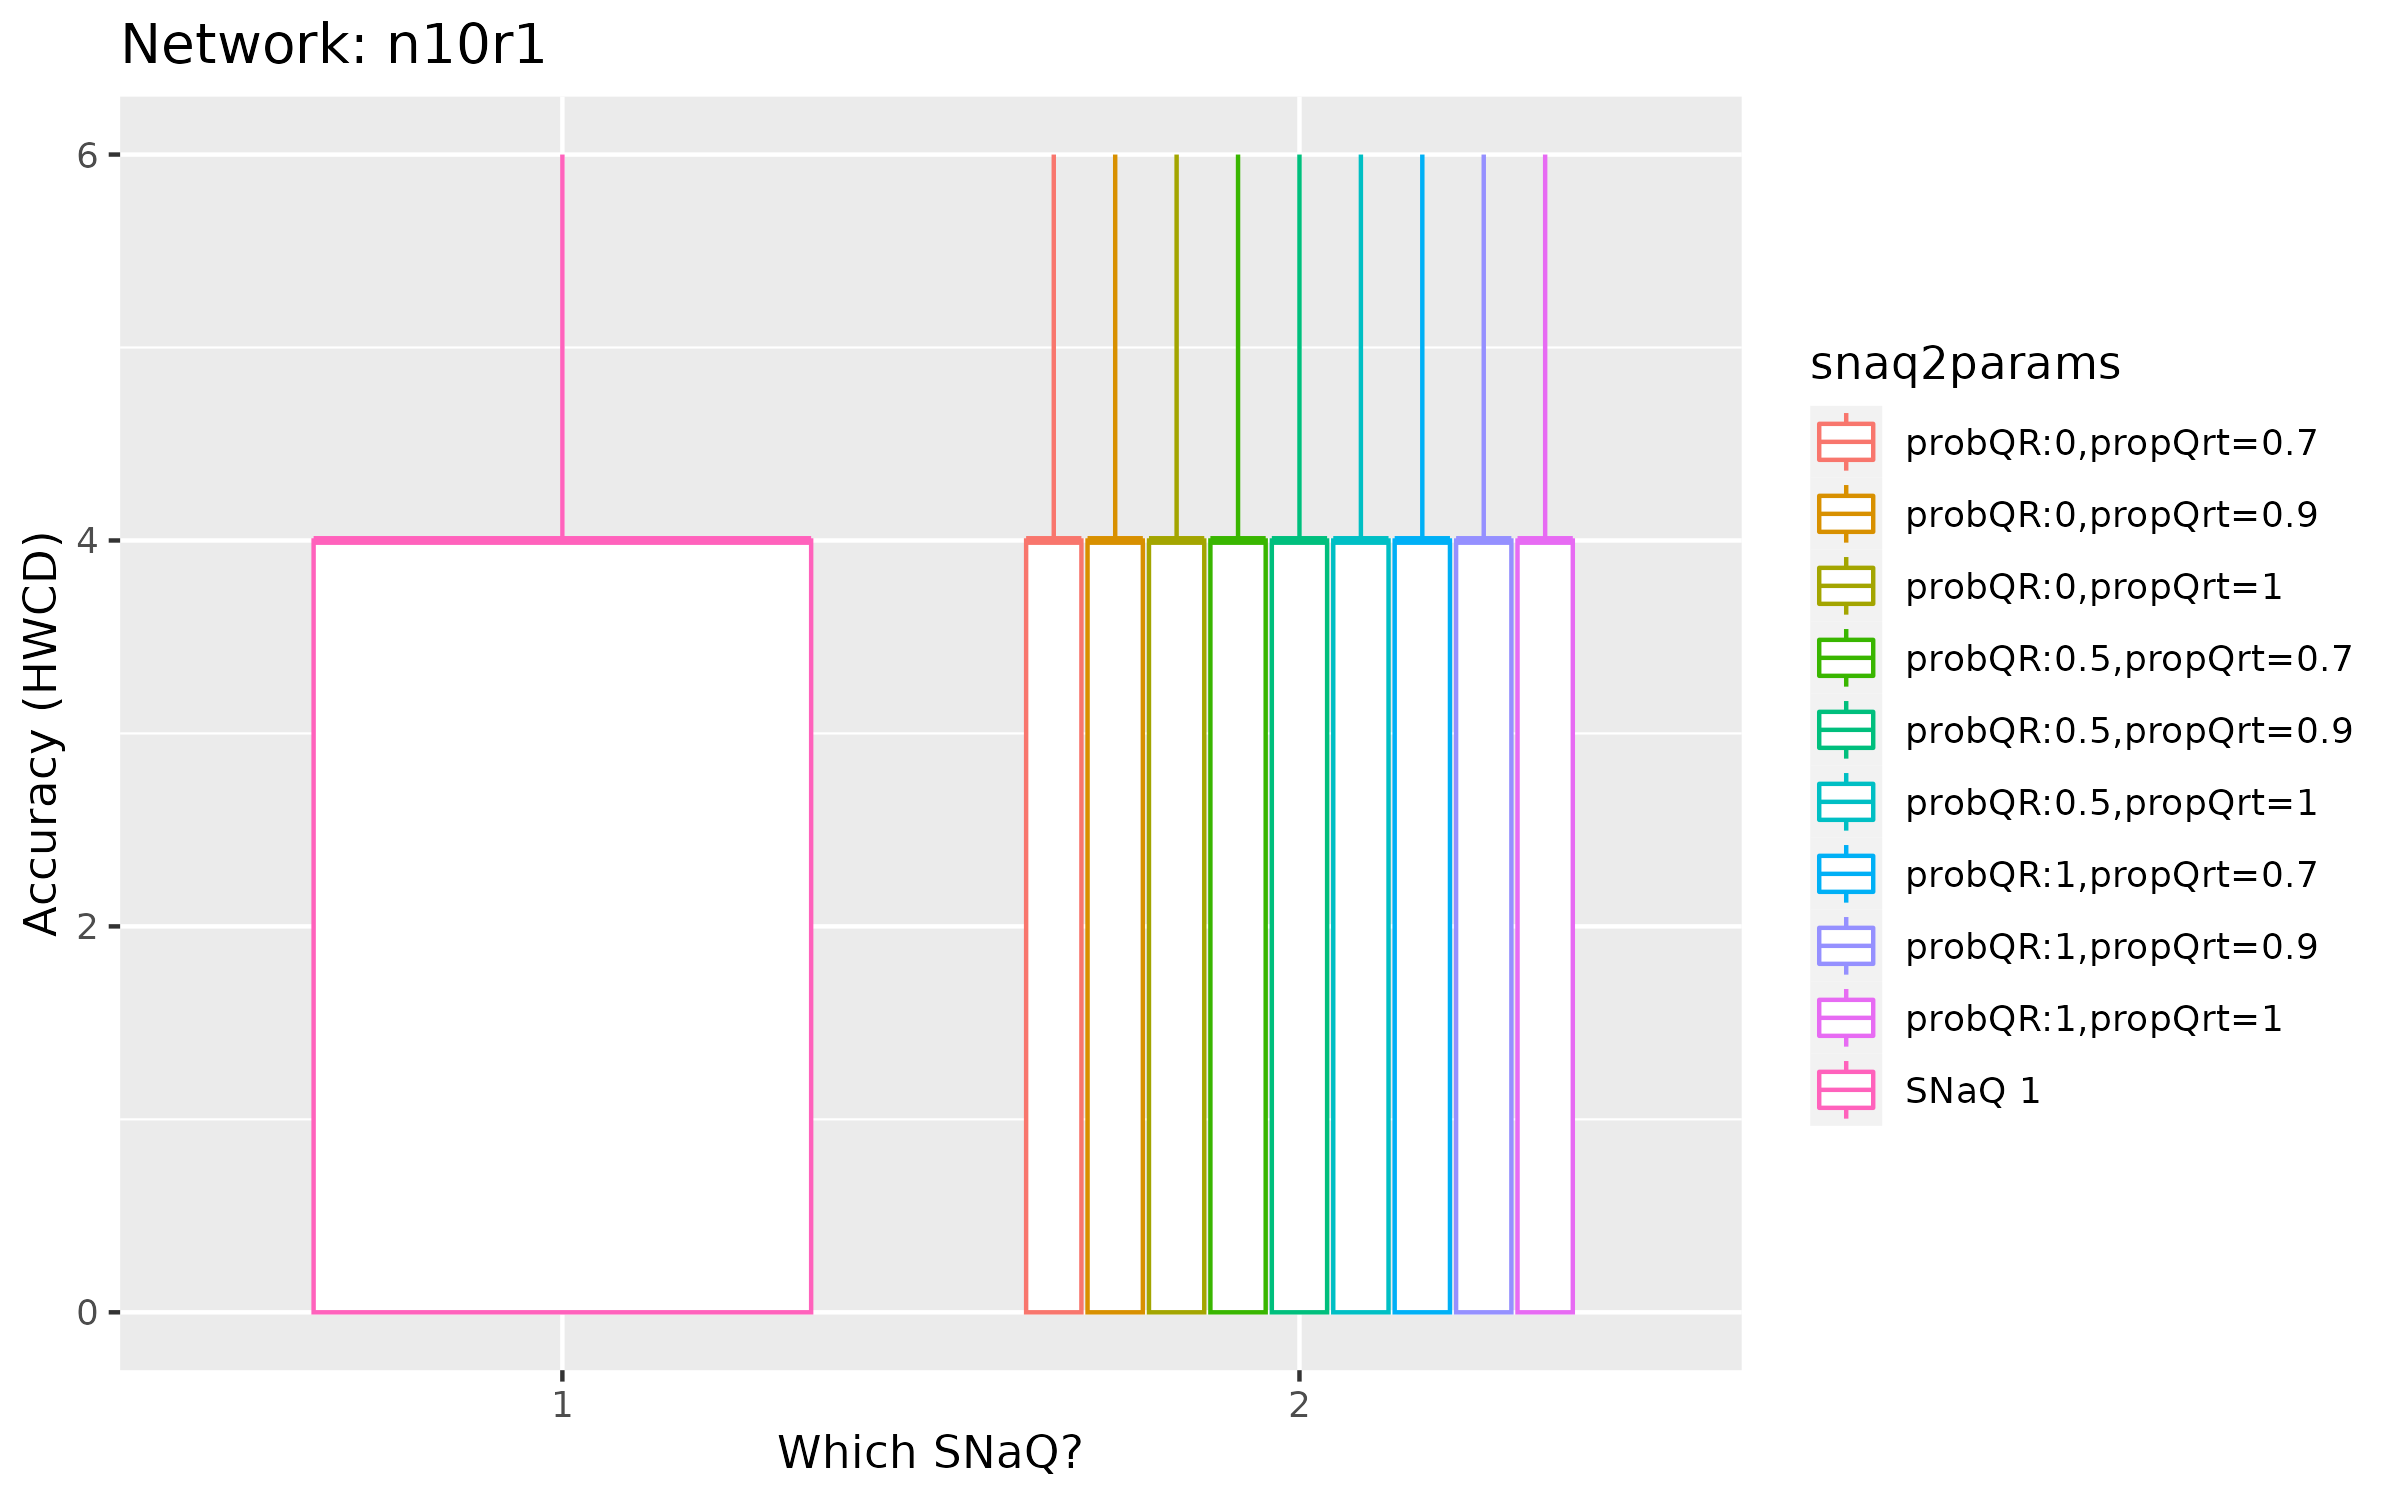 Network: n10r1
6
4
2
0
Accuracy (HWCD)
1
2
Which SNaQ?
snaq2params
probQR:0,propQrt=0.7
probQR:0,propQrt=0.9
probQR:0,propQrt=1
probQR:0.5,propQrt=0.7
probQR:0.5,propQrt=0.9
probQR:0.5,propQrt=1
probQR:1,propQrt=0.7
probQR:1,propQrt=0.9
probQR:1,propQrt=1
SNaQ 1